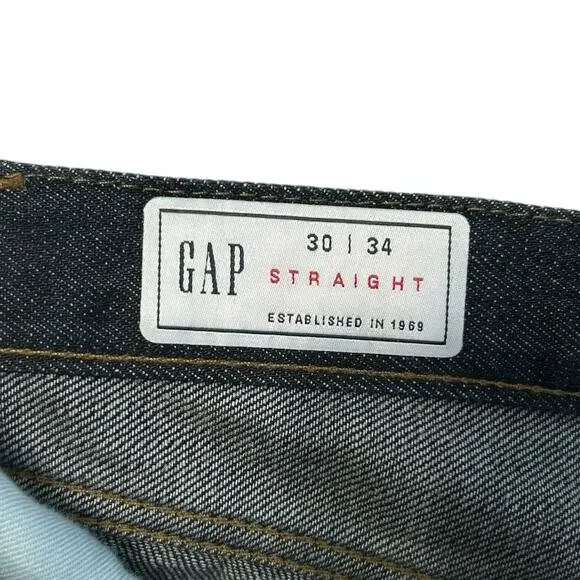 GAP
30 | 34
STRAIGHT
ESTABLISHED IN 1969